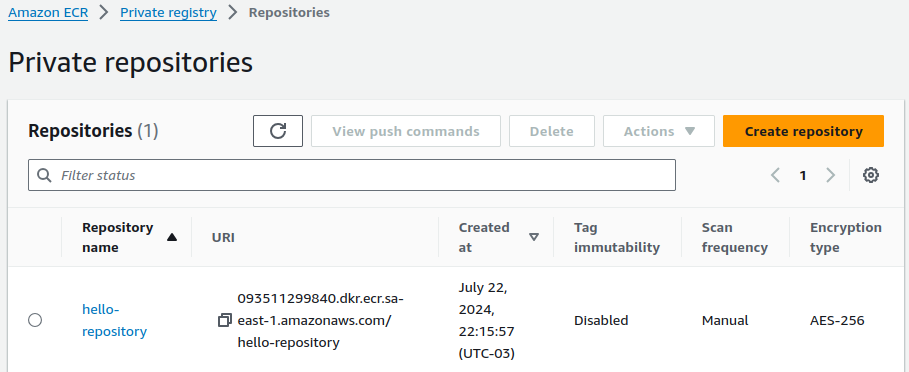 Amazon ECR > Private registry > Repositories
Private repositories
Repositories (1) View push commands Delete Actions Create repository
Filter status 1
Repository name URI Created at Tag immutability Scan frequency Encryption type
hello-
repository
093511299840.dkr.ecr.sa-
east-1.amazonaws.com/
hello-repository
July 22,
2024,
22:15:57
(UTC-03)
Disabled
Manual
AES-256